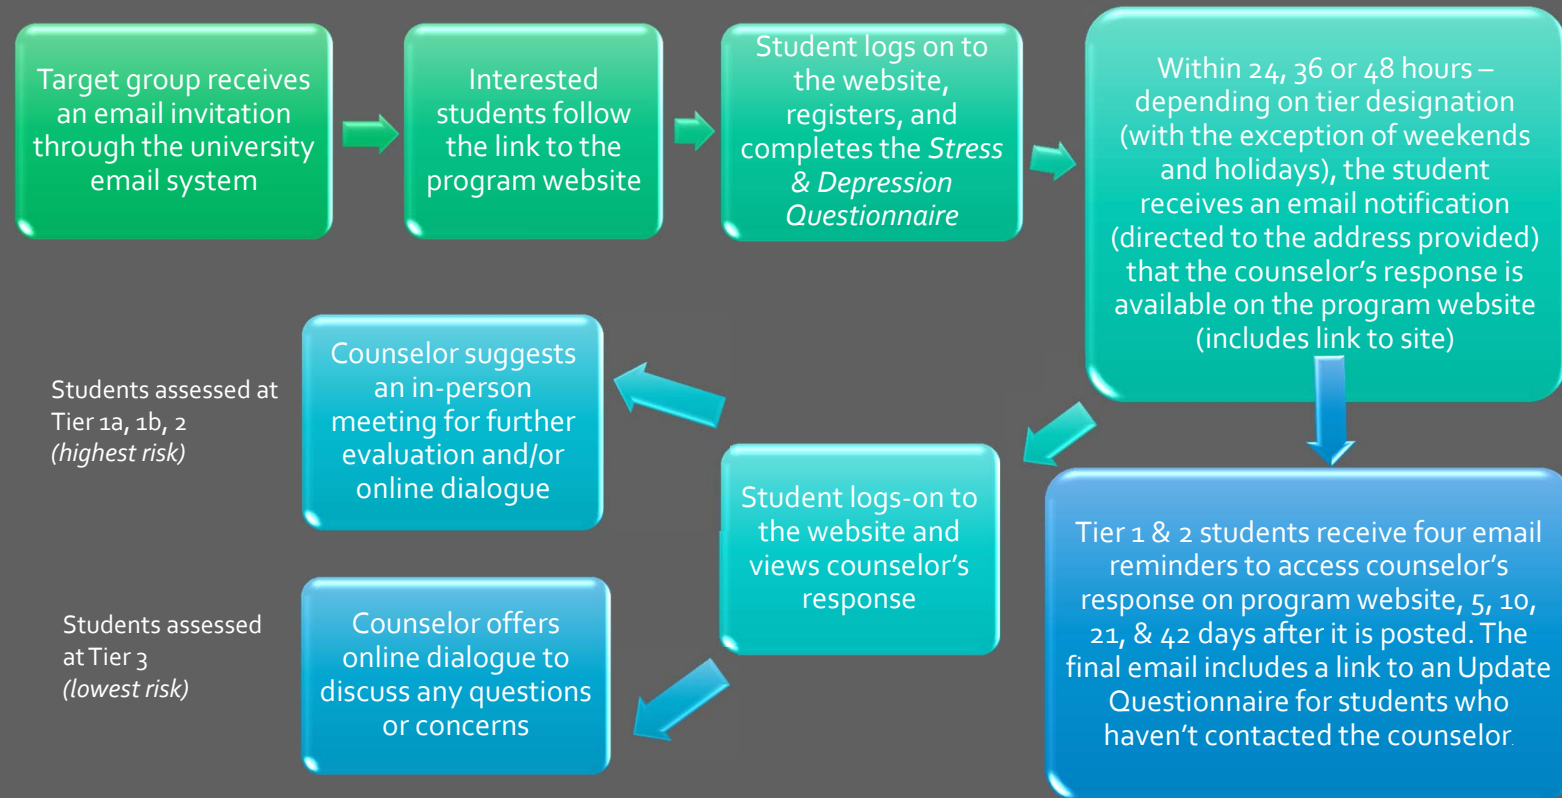 Target group receives
an email invitation
through the university
email system
Interested
students follow
the link to the
program website
Student logs on to
the website,
registers, and
completes the Stress
& Depression
Questionnaire
Within 24, 36 or 48 hours –
depending on tier designation
(with the exception of weekends
and holidays), the student
receives an email notification
(directed to the address provided)
that the counselor’s response is
available on the program website
(includes link to site)
Students assessed at
Tier 1a, 1b, 2
(highest risk)
Counselor suggests
an in-person
meeting for further
evaluation and/or
online dialogue
Student logs-on to
the website and
views counselor’s
response
Tier 1 & 2 students receive four email
reminders to access counselor’s
response on program website, 5, 10,
21, & 42 days after it is posted. The
final email includes a link to an Update
Questionnaire for students who
haven’t contacted the counselor.
Students assessed
at Tier 3
(lowest risk)
Counselor offers
online dialogue to
discuss any questions
or concerns